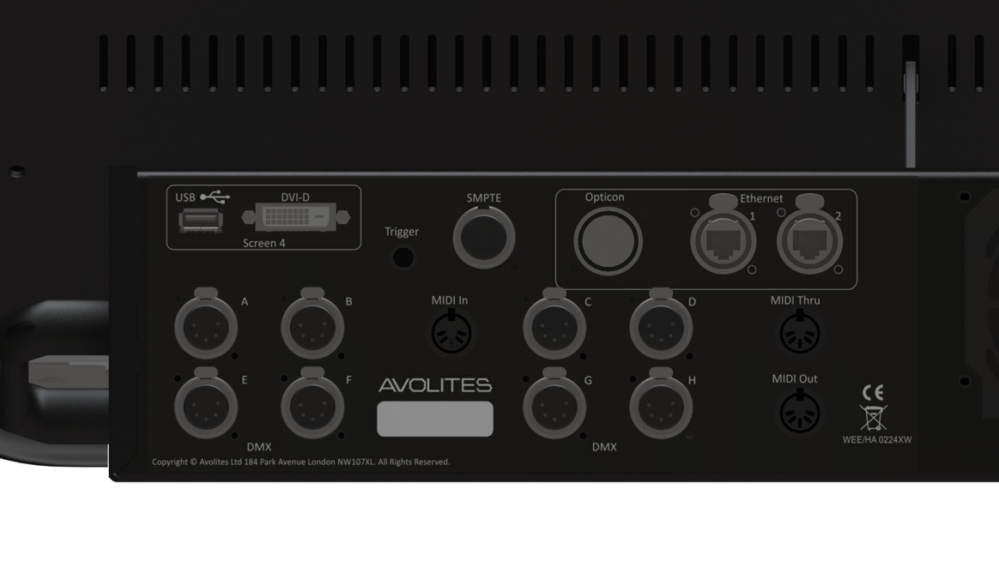 USB
DVI-D
Screen 4
Trigger
SMPTE
Opticon
Ethernet
1
2
A
B
MIDI In
C
D
MIDI Thru
E
F
AVOLITES
G
H
MIDI Out
CE
DMX
DMX
WEE/HA 0224XW
Copyright © Avolites Ltd 184 Park Avenue London NW107XL. All Rights Reserved.